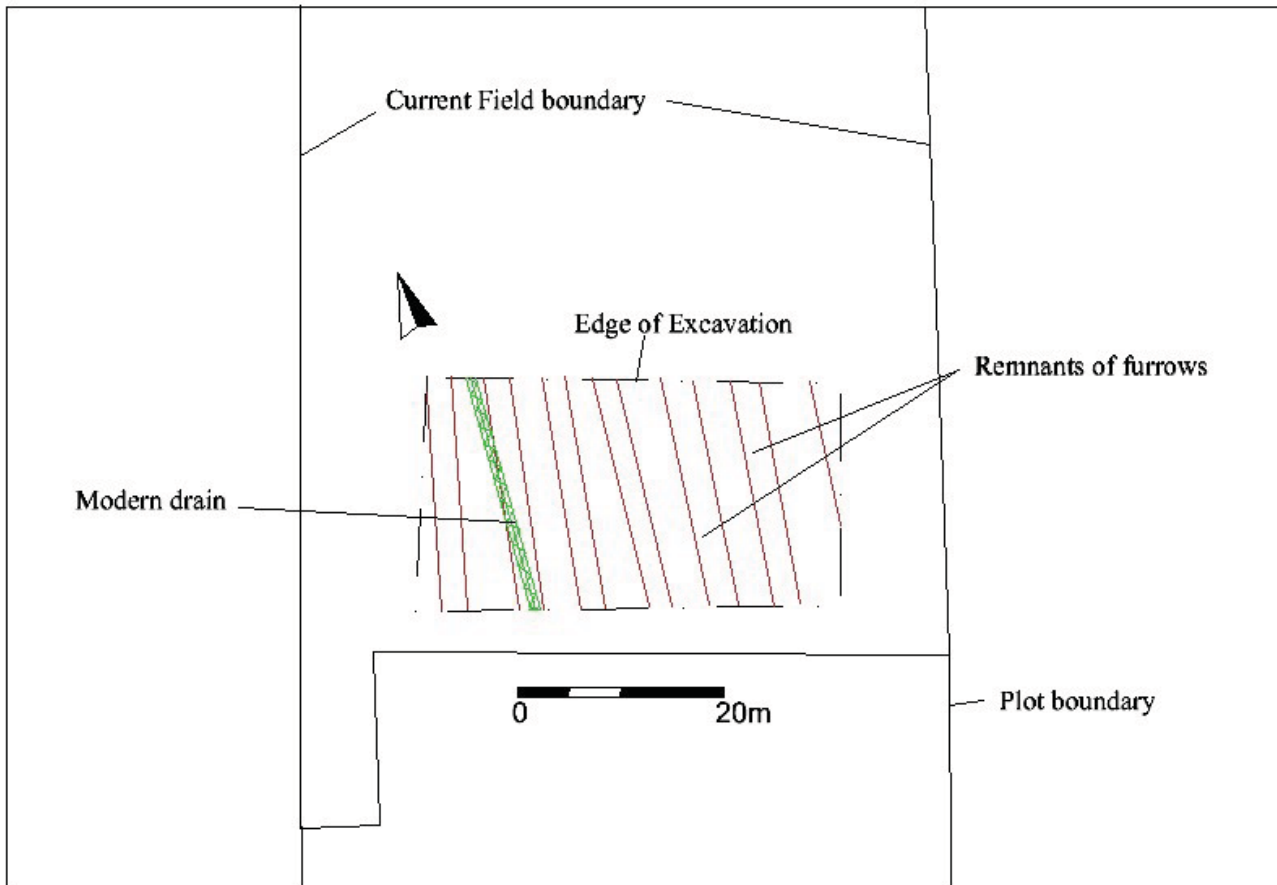 Current Field boundary
Edge of Excavation
Remnants of furrows
Modern drain
Plot boundary
0 20m